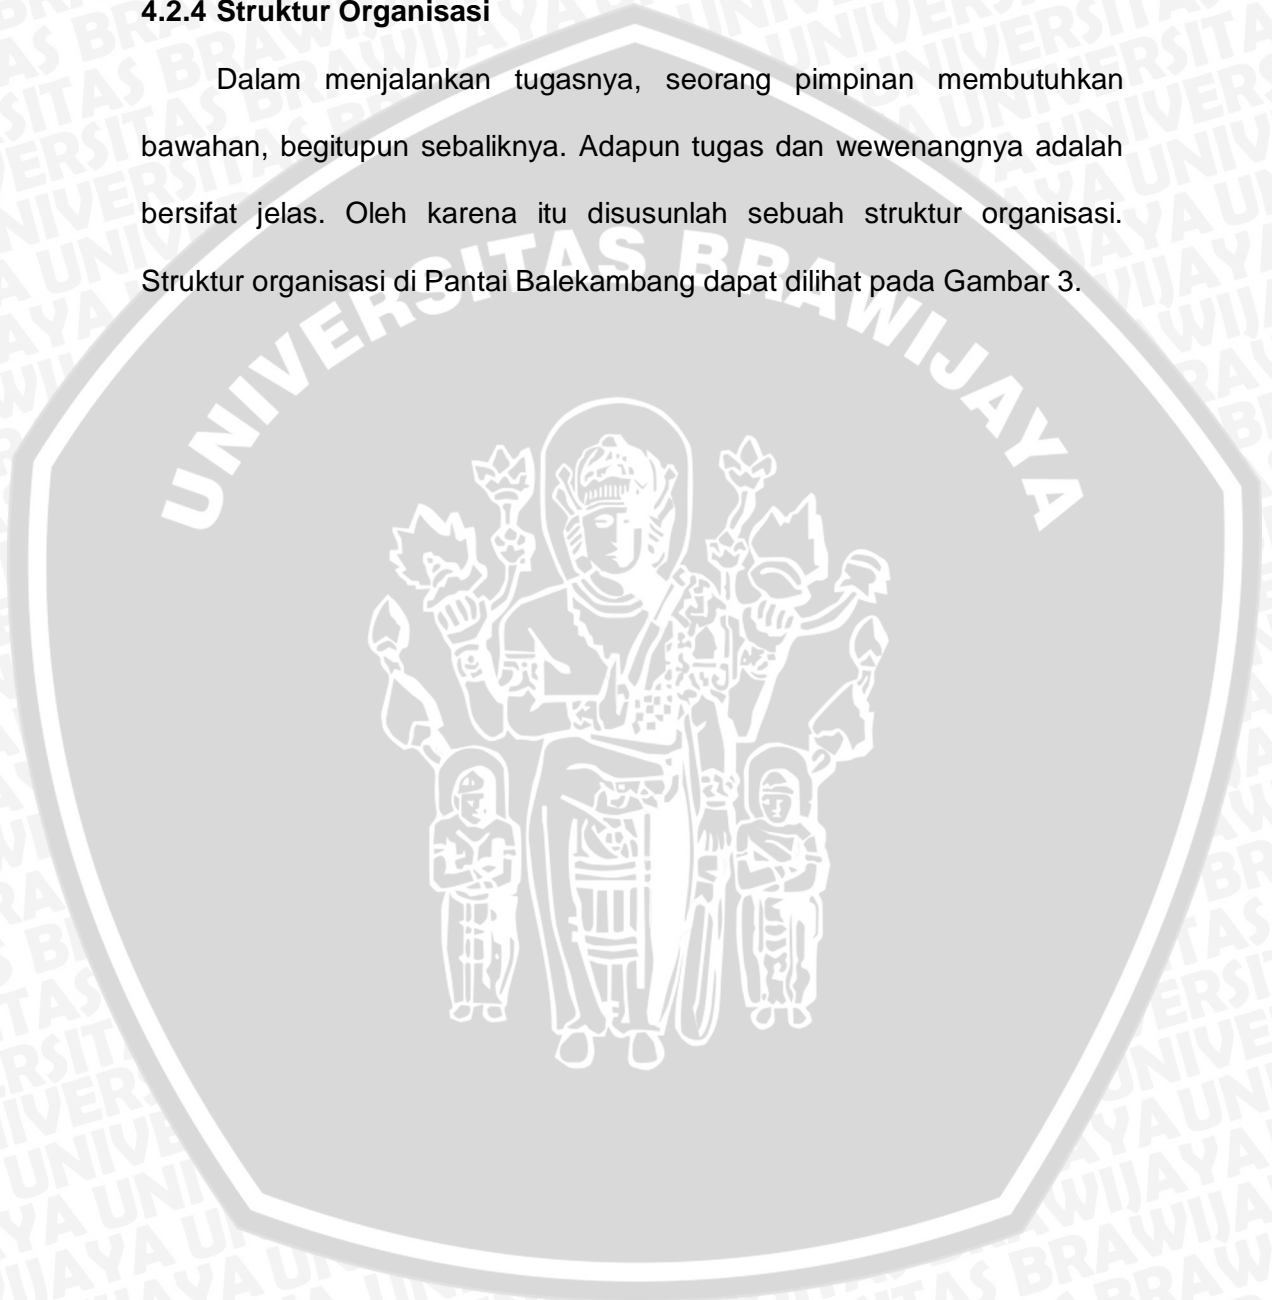 4.2.4 Struktur Organisasi
Dalam menjalankan tugasnya, seorang pimpinan membutuhkan
bawahan, begitupun sebaliknya. Adapun tugas dan wewenangnya adalah
bersifat jelas. Oleh karena itu disusunlah sebuah struktur organisasi.
Struktur organisasi di Pantai Balekambang dapat dilihat pada Gambar 3.
UNIVERSITAS BRAWIJAYA